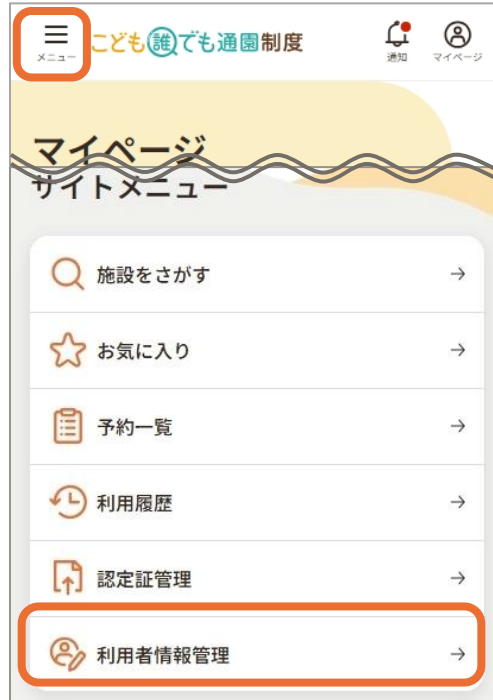 メニュー
こども誰でも通園制度
通知
マイページ
マイページ
サイトメニュー
施設をさがす
お気に入り
予約一覧
利用履歴
認定証管理
利用者情報管理